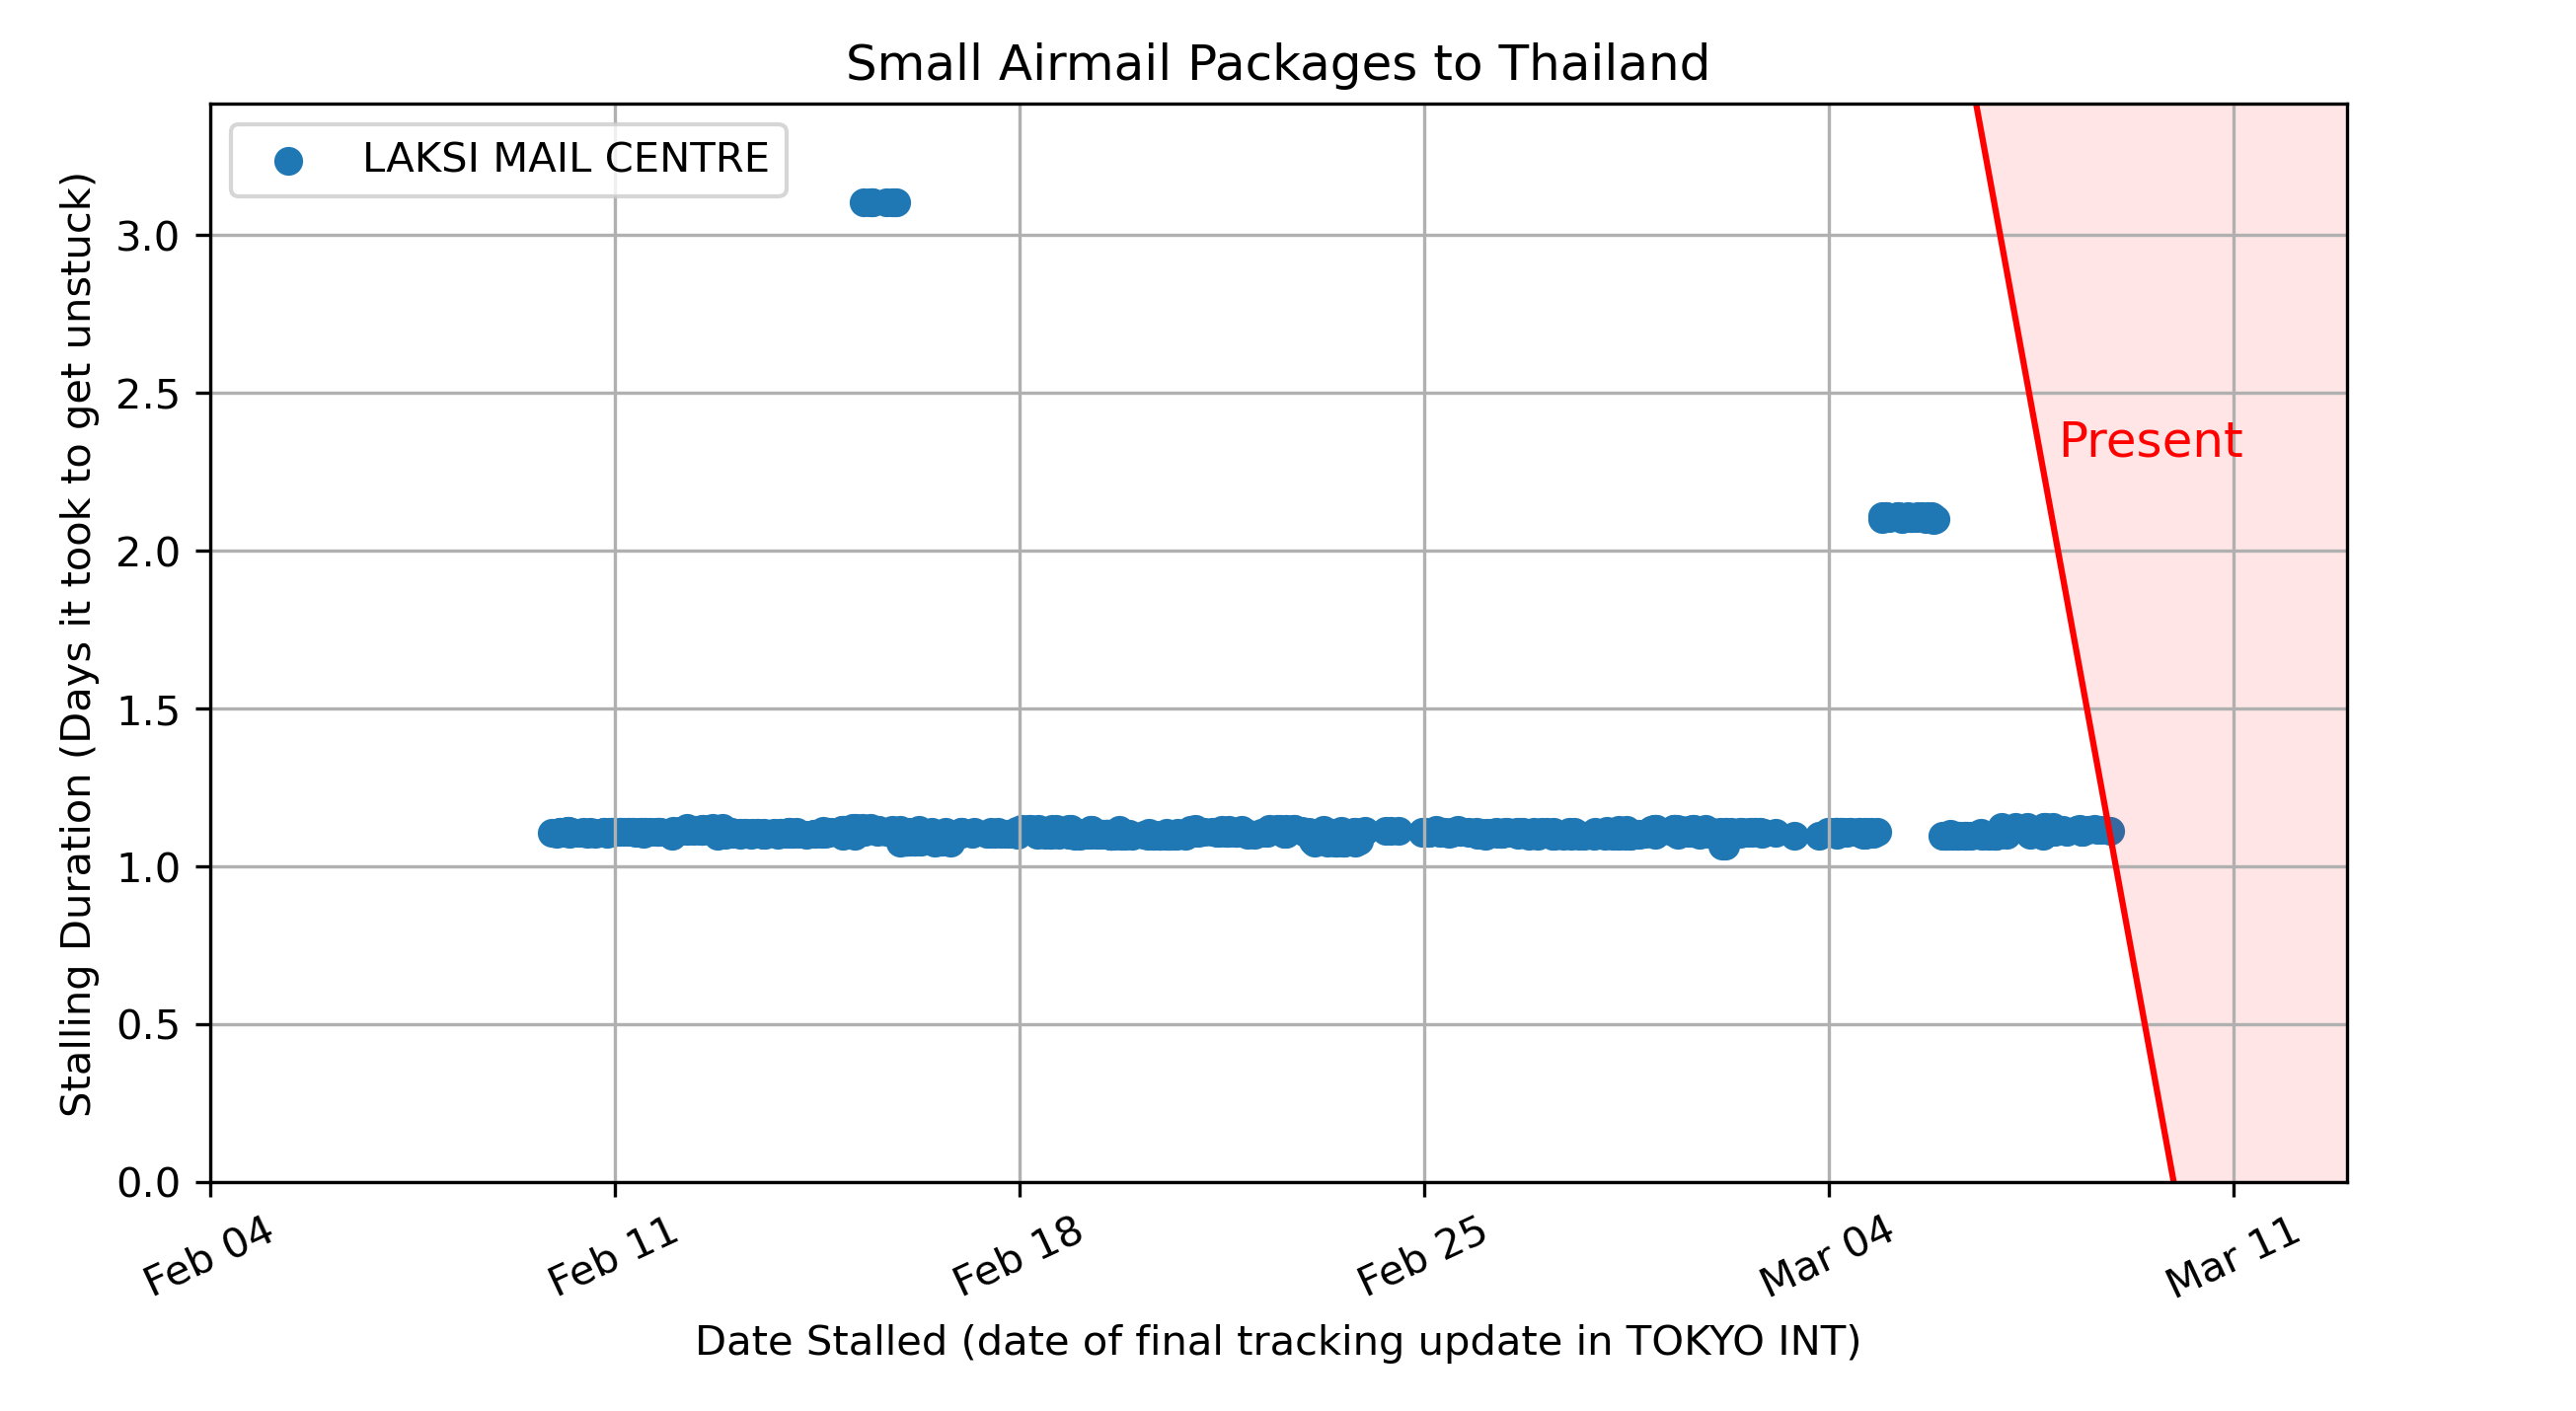 Small Airmail Packages to Thailand
LAKSI MAIL CENTRE
Stalling Duration (Days it took to get unstuck)
3.0
2.5
2.0
1.5
1.0
0.5
0.0
Present
Feb 04
Feb 11
Feb 18
Feb 25
Mar 04
Mar 11
Date Stalled (date of final tracking update in TOKYO INT)